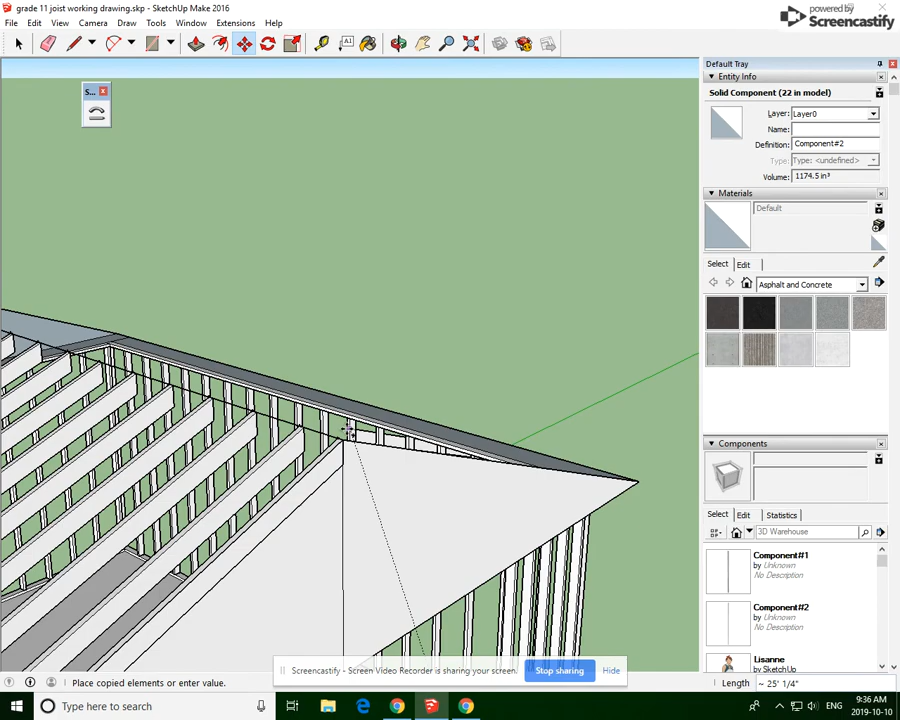 grade 11 joist working drawing.skp - SketchUp Make 2016
powered by
Screencastify
File Edit View Camera Draw Tools Window Extensions Help
A1
S...
Default Tray
Entity Info
Solid Component (22 in model)
Layer: Layer0
Name:
Definition: Component#2
Type: Type: <undefined>
Volume: 1174.5 in³
Materials
Default
Select Edit
Asphalt and Concrete
Components
Select Edit Statistics
3D Warehouse
Component#1
by Unknown
No Description
Component#2
by Unknown
No Description
Lisanne
by SketchUp
Screencastify - Screen Video Recorder is sharing your screen. Stop sharing Hide
Place copied elements or enter value.
Length ~ 25' 1/4"
Type here to search
ENG
9:36 AM
2019-10-10